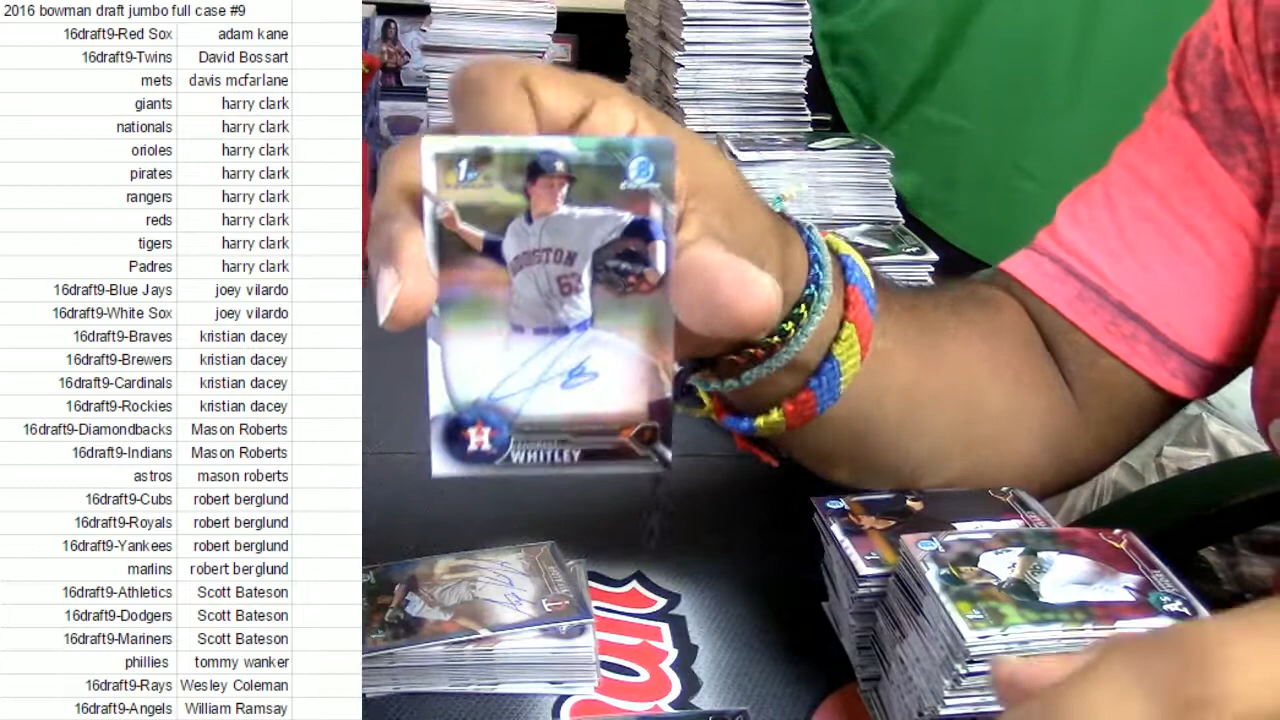 2016 bowman draft jumbo full case #9
16draft9-Red Sox adam kane
16draft9-Twins David Bossart
mets davis mcfarlane
giants harry clark
nationals harry clark
orioles harry clark
pirates harry clark
rangers harry clark
reds harry clark
tigers harry clark
Padres harry clark
16draft9-Blue Jays joey vilardo
16draft9-White Sox joey vilardo
16draft9-Braves kristian dacey
16draft9-Brewers kristian dacey
16draft9-Cardinals kristian dacey
16draft9-Rockies kristian dacey
16draft9-Diamondbacks Mason Roberts
16draft9-Indians Mason Roberts
astros mason roberts
16draft9-Cubs robert berglund
16draft9-Royals robert berglund
16draft9-Yankees robert berglund
marlins robert berglund
16draft9-Athletics Scott Bateson
16draft9-Dodgers Scott Bateson
16draft9-Mariners Scott Bateson
phillies tommy wanker
16draft9-Rays Wesley Coleman
16draft9-Angels William Ramsay
1st
HOUSTON
H
WHITLEY